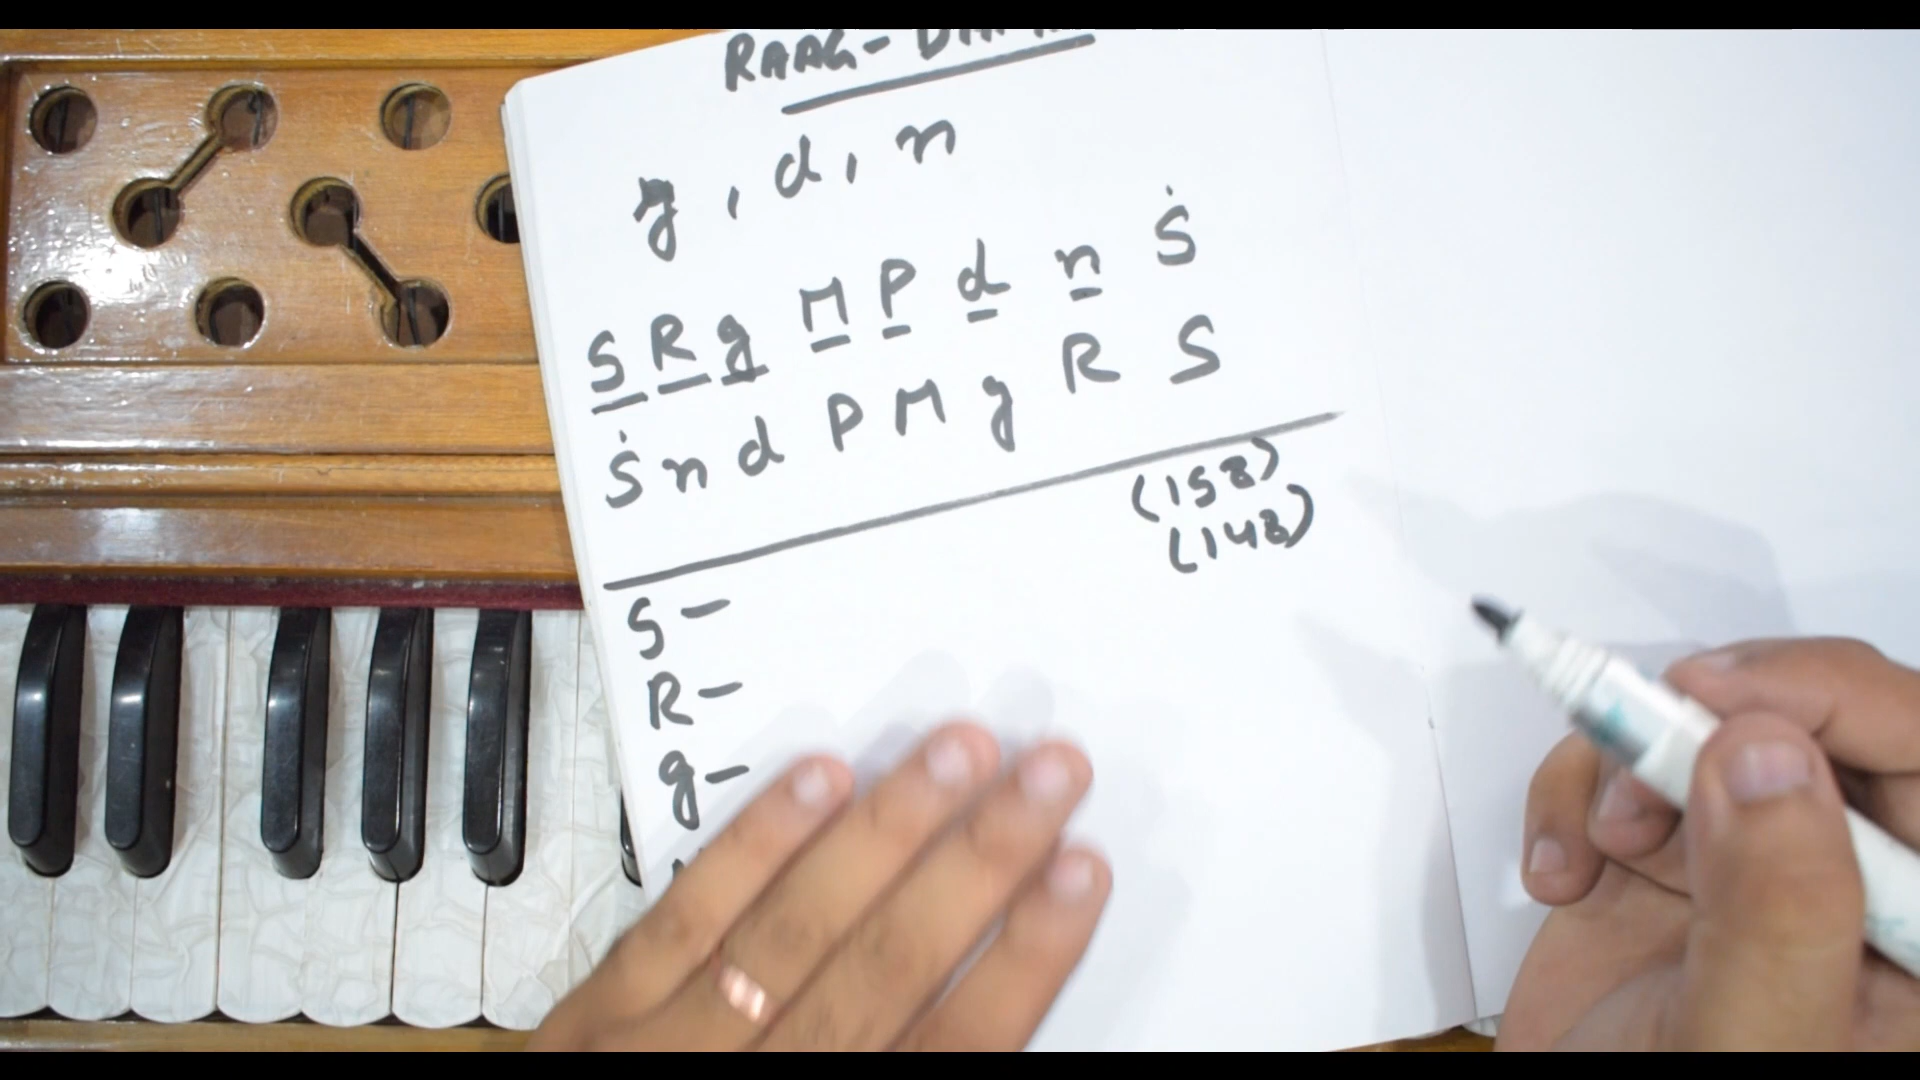 RAAG-
g, d, n
S R g M P d n Ṡ
Ṡ n d P M g R S
(158)
(148)
S -
R -
g -